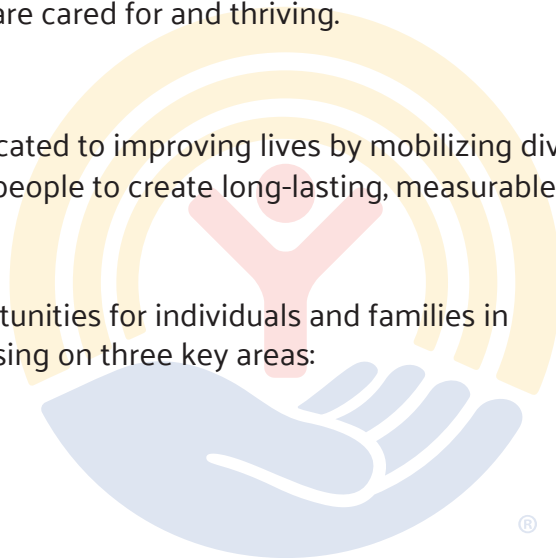 are cared for and thriving.
cated to improving lives by mobilizing div
people to create long-lasting, measurable
tunities for individuals and families in
sing on three key areas:
®